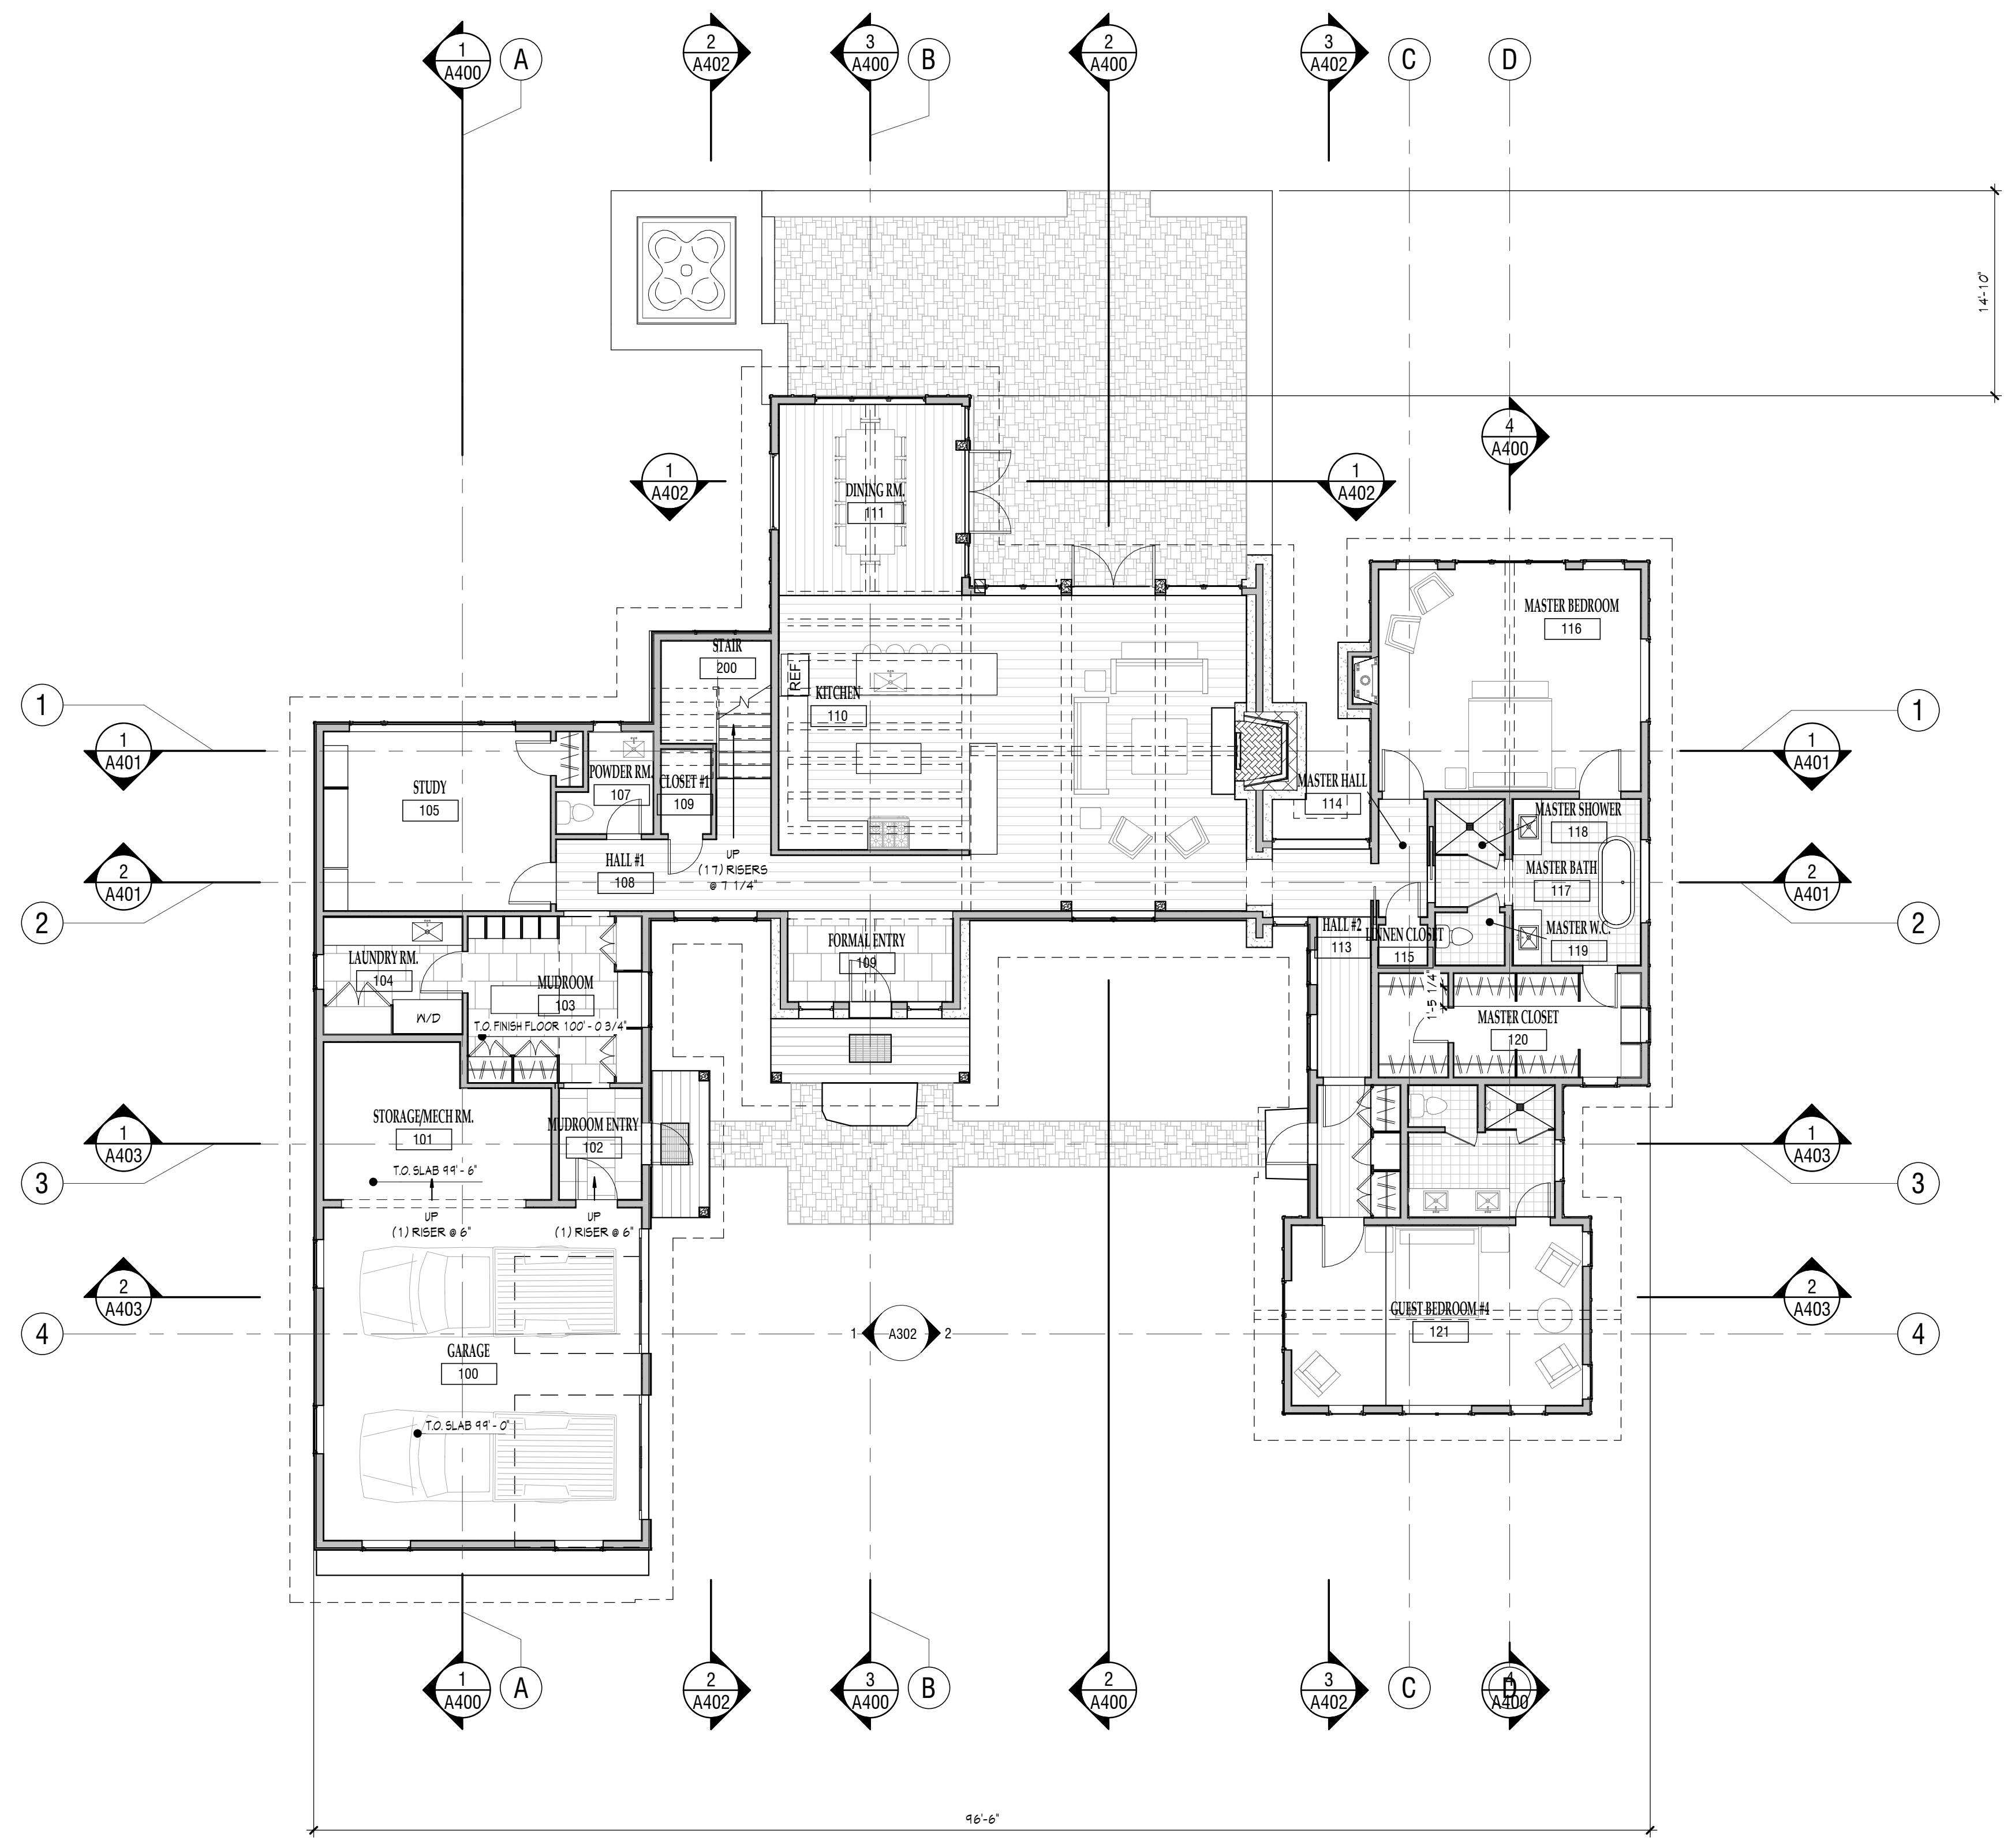 1
A400
A
2
A402
3
A400
B
2
A400
3
A402
C
D
14'-10"
4
A400
1
A402
1
A402
DINING RM.
111
MASTER BEDROOM
116
STAIR
200
REF
KITCHEN
110
1
1
A401
1
1
A401
STUDY
105
POWDER RM.
107
CLOSET #1
109
MASTER HALL
114
MASTER SHOWER
118
HALL #1
108
UP
(17) RISERS
@ 7 1/4"
MASTER BATH
117
2
A401
2
2
A401
2
FORMAL ENTRY
109
HALL #2
113
LINNEN CLOSET
115
MASTER W.C.
119
LAUNDRY RM.
104
MUDROOM
103
W/D
T.O. FINISH FLOOR 100' - 0 3/4"
1'-5 1/4"
MASTER CLOSET
120
STORAGE/MECH RM.
101
MUDROOM ENTRY
102
1
A403
3
1
A403
3
T.O. SLAB 99' - 6"
UP
(1) RISER @ 6"
UP
(1) RISER @ 6"
2
A403
4
2
A403
4
GUEST BEDROOM #4
121
1 A302 2
GARAGE
100
T.O. SLAB 99' - 0"
1
A400
A
2
A402
3
A400
B
2
A400
3
A402
C
4
A400
D
96'-6"